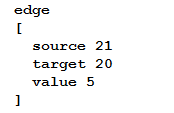 edge
[
source 21
target 20
value 5
]